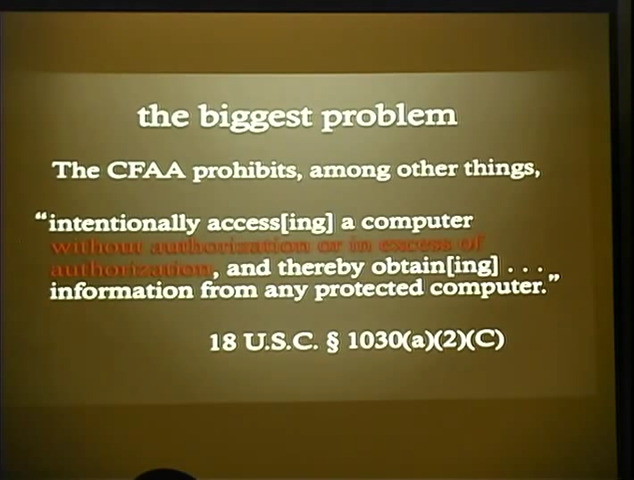 the biggest problem
The CFAA prohibits, among other things,
“intentionally access[ing] a computer
without authorization or in excess of
authorization, and thereby obtain[ing] . . .
information from any protected computer.”
18 U.S.C. § 1030(a)(2)(C)